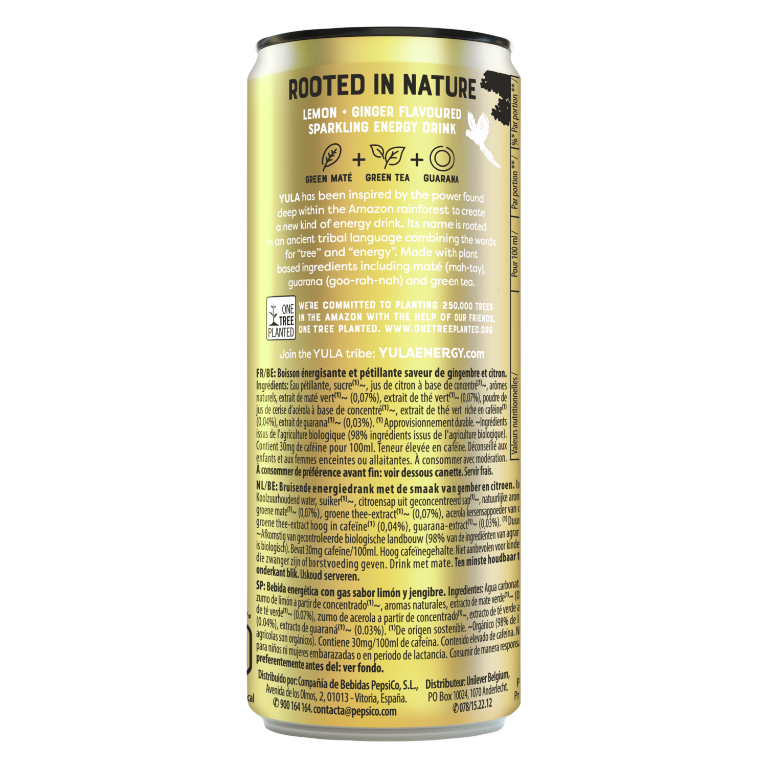 ROOTED IN NATURE
LEMON + GINGER FLAVOURED
SPARKLING ENERGY DRINK
GREEN MATÉ + GREEN TEA + GUARANA
YULA has been inspired by the power found
deep within the Amazon rainforest to create
a new kind of energy drink. Its name is rooted
in an ancient tribal language combining the words
for "tree" and "energy". Made with plant
based ingredients including maté (mah-tay),
guarana (goo-rah-nah) and green tea.
ONE
TREE
PLANTED
WE'RE COMMITTED TO PLANTING 250,000 TREES
IN THE AMAZON WITH THE HELP OF OUR FRIENDS,
ONE TREE PLANTED. WWW.ONETREEPLANTED.ORG
Join the YULA tribe: YULAENERGY.com
FR/BE: Boisson énergisante et pétillante saveur de gingembre et citron.
Ingrédients: Eau pétillante, sucre⁽¹⁾~, jus de citron à base de concentré⁽¹⁾~, arômes
naturels, extrait de maté vert⁽¹⁾~ (0,07%), extrait de thé vert⁽¹⁾~ (0,07%), poudre de
jus de cerise d'acérola à base de concentré⁽¹⁾~, extrait de thé vert riche en caféine⁽¹⁾
(0,04%), extrait de guarana⁽¹⁾~ (0,03%). ⁽¹⁾Approvisionnement durable. ~Ingrédients
issus de l'agriculture biologique (98% ingrédients issus de l'agriculture biologique).
Contient 30mg de caféine pour 100ml. Teneur élevée en caféine. Déconseillé aux
enfants et aux femmes enceintes ou allaitantes. À consommer avec modération.
À consommer de préférence avant fin: voir dessous canette. Servir frais.
NL/BE: Bruisende energiedrank met de smaak van gember en citroen. In
Koolzuurhoudend water, suiker⁽¹⁾~, citroensap uit geconcentreerd sap⁽¹⁾~, natuurlijke arom
groene mate⁽¹⁾~ (0,07%), groene thee-extract⁽¹⁾~ (0,07%), acerola kersensappoeder van c
groene thee-extract hoog in cafeïne⁽¹⁾ (0,04%), guarana-extract⁽¹⁾~ (0,03%). ⁽¹⁾Duu
~Afkomstig van gecontroleerde biologische landbouw (98% van de ingrediënten van agrar
is biologisch). Bevat 30mg cafeïne/100ml. Hoog cafeïnegehalte. Niet aanbevolen voor kinde
die zwanger zijn of borstvoeding geven. Drink met mate. Ten minste houdbaar t
onderkant blik. IJskoud serveren.
SP: Bebida energética con gas sabor limón y jengibre. Ingredientes: Agua carbonat
zumo de limón a partir de concentrado⁽¹⁾~, aromas naturales, extracto de mate verde⁽¹⁾~ (0
de té verde⁽¹⁾~ (0.07%), zumo de acerola a partir de concentrado⁽¹⁾~, extracto de té verde a
(0.04%), extracto de guaraná⁽¹⁾~ (0.03%). ⁽¹⁾De origen sostenible. ~Orgánico (98% de l
agrícolas son orgánicos). Contiene 30mg/100ml de cafeína. Contenido elevado de cafeína. N
para niños ni mujeres embarazadas o en periodo de lactancia. Consumir de manera respons
preferentemente antes del: ver fondo.
Distribuido por: Compañía de Bebidas PepsiCo, S.L.,
Avenida de los Olmos, 2, 01013 - Vitoria, España.
✆ 900 164 164. contacta@pepsico.com
Distributeur: Unilever Belgium,
PO Box 10024, 1070 Anderlecht.
✆ 078/15.22.12
Valeurs nutritionnelles /
Pour 100 ml /
Par portion ** /
%* Par portion ** /